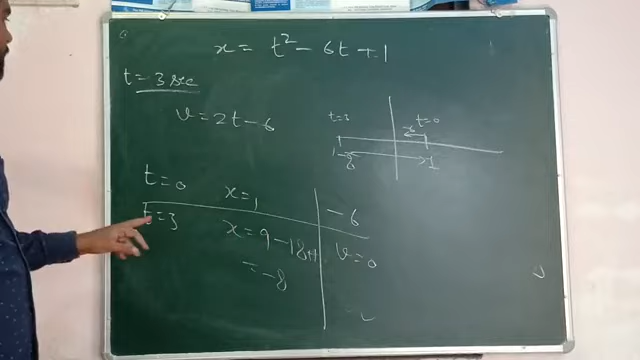 x = t² - 6t + 1
t = 3 sec
v = 2t - 6
t=3
t=0
x
-8
x1
t=0 x=1 -6
t=3 x = 9 - 18+1 v=0
= -8